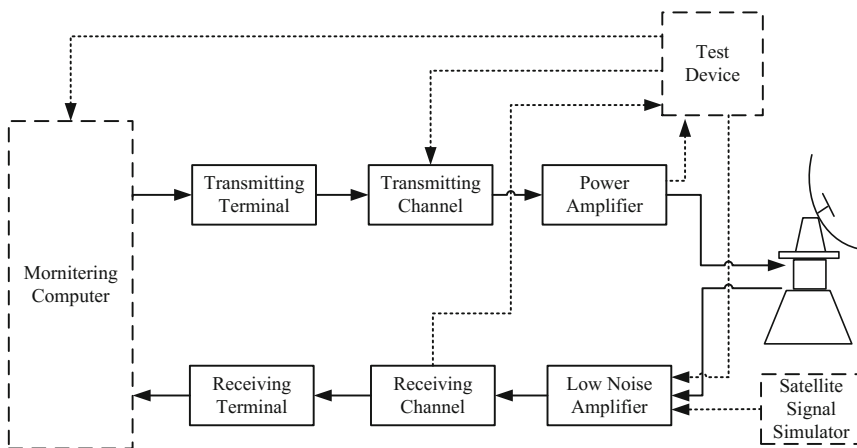 Test
Device
Transmitting
Terminal
Transmitting
Channel
Power
Amplifier
Mornitering
Computer
Receiving
Terminal
Receiving
Channel
Low Noise
Amplifier
Satellite
Signal
Simulator